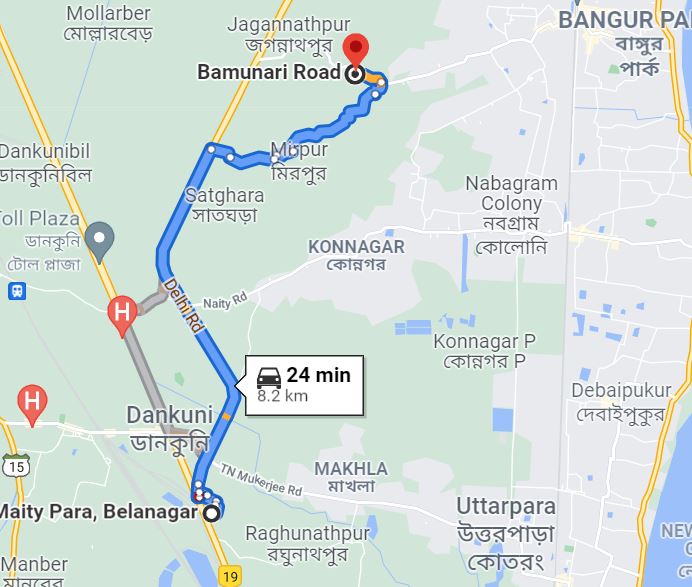 Mollarber
মোল্লারবেড়
Jagannathpur
জগন্নাথপুর
BANGUR PA
বাঙ্গুর
পার্ক
Bamunari Road
Dankunibil
ডানকুনিবিল
Mirpur
মিরপুর
Satghara
সাতঘড়া
Nabagram
Colony
নবগ্রাম
কোলোনি
Toll Plaza
ডানকুনি
টোল প্লাজা
KONNAGAR
কোন্নগর
Naity Rd
Delhi Rd
H
Konnagar P
কোন্নগর P
24 min
8.2 km
Debaipukur
দেবাইপুকুর
H
Dankuni
ডানকুনি
15
TN Mukerjee Rd
MAKHLA
মাখলা
Maity Para, Belanagar
Uttarpara
উত্তরপাড়া
কোতরং
Raghunathpur
রঘুনাথপুর
NEW
Manber
মানবের
19